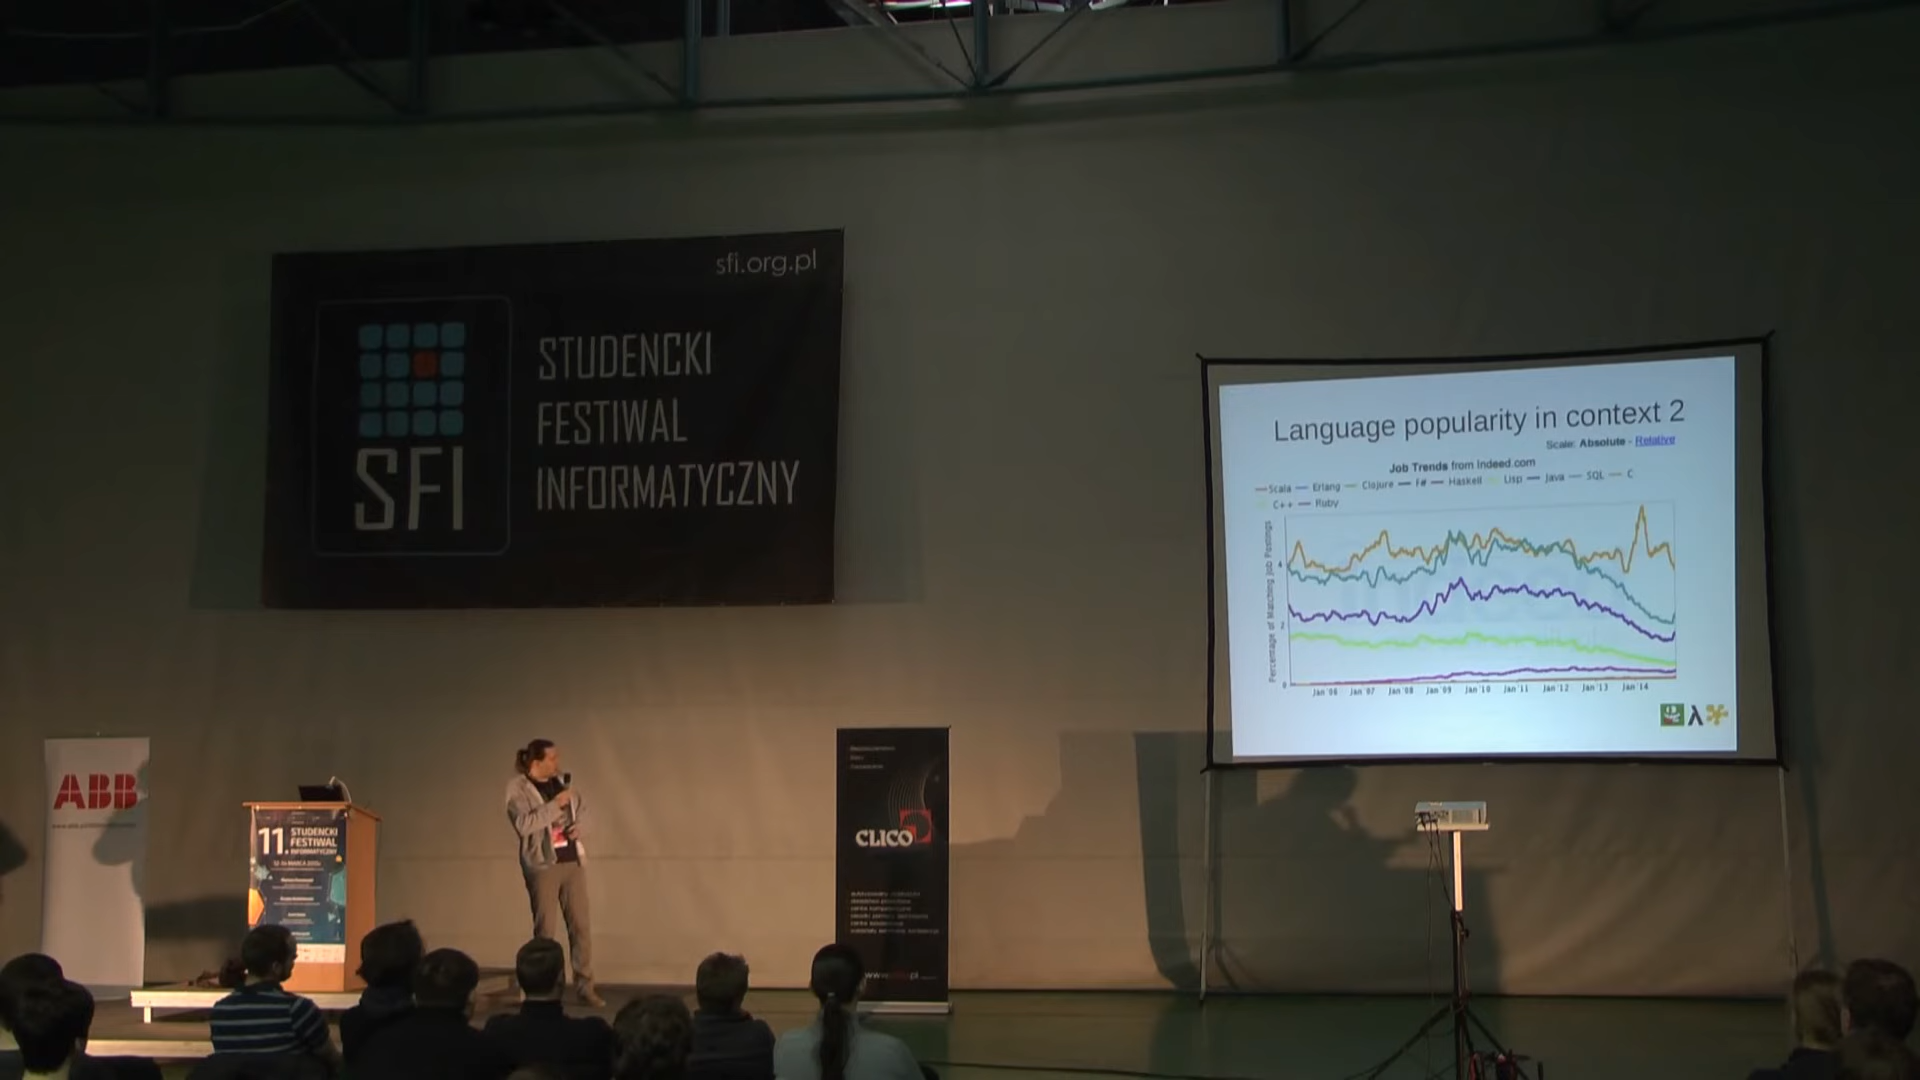 sfi.org.pl
STUDENCKI
FESTIWAL
INFORMATYCZNY
SFI
Language popularity in context 2
Scale: Absolute - Relative
Job Trends from Indeed.com
Scala Erlang Clojure F# Haskell Lisp Java SQL C
C++ Ruby
Percentage of Matching Job Postings
4
2
0
Jan '06 Jan '07 Jan '08 Jan '09 Jan '10 Jan '11 Jan '12 Jan '13 Jan '14
λ
ABB
11.
STUDENCKI
FESTIWAL
INFORMATYCZNY
CLICO